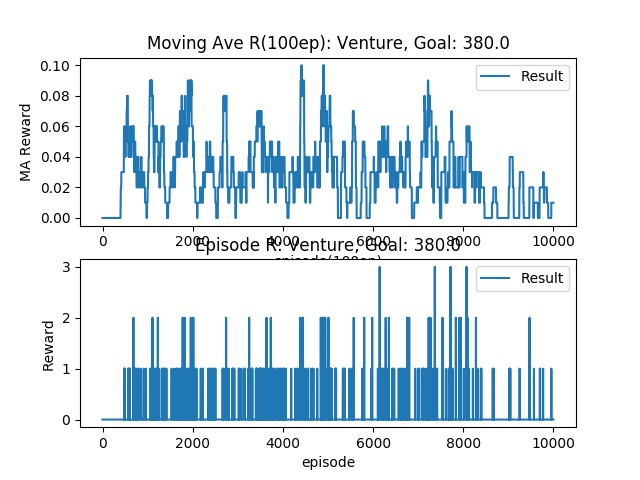 Moving Ave R(100ep): Venture, Goal: 380.0
0.10
0.08
0.06
0.04
0.02
0.00
MA Reward
Result
0 2000 4000 6000 8000 10000
episode(100ep)
Episode R: Venture, Goal: 380.0
3
2
1
0
Reward
Result
0 2000 4000 6000 8000 10000
episode